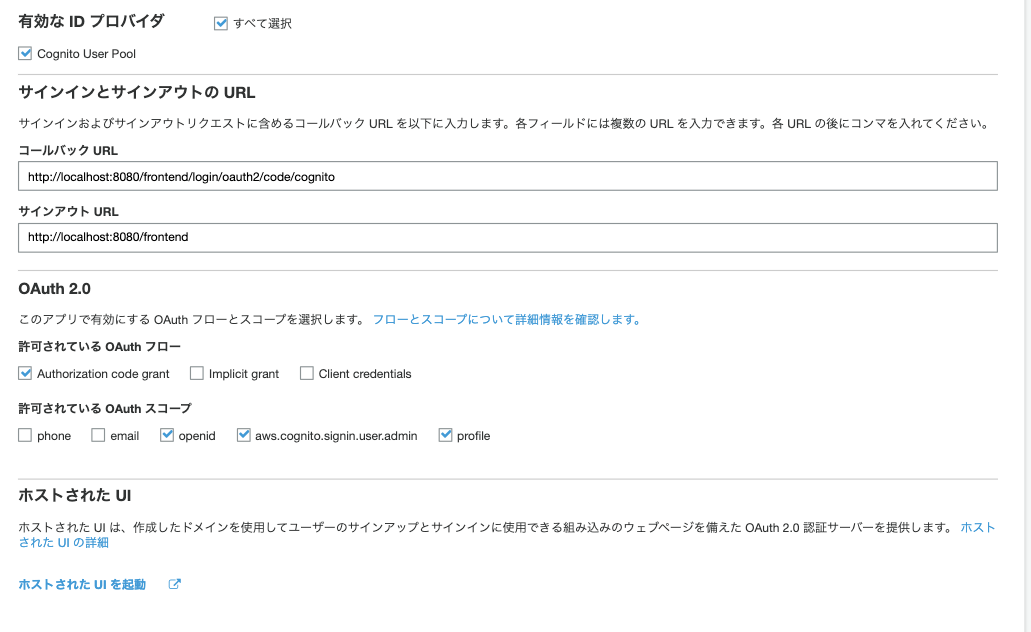 有効な ID プロバイダ
すべて選択
Cognito User Pool
サインインとサインアウトの URL
サインインおよびサインアウトリクエストに含めるコールバック URL を以下に入力します。各フィールドには複数の URL を入力できます。各 URL の後にコンマを入れてください。
コールバック URL
http://localhost:8080/frontend/login/oauth2/code/cognito
サインアウト URL
http://localhost:8080/frontend
OAuth 2.0
このアプリで有効にする OAuth フローとスコープを選択します。 フローとスコープについて詳細情報を確認します。
許可されている OAuth フロー
Authorization code grant Implicit grant Client credentials
許可されている OAuth スコープ
phone email openid aws.cognito.signin.user.admin profile
ホストされた UI
ホストされた UI は、作成したドメインを使用してユーザーのサインアップとサインインに使用できる組み込みのウェブページを備えた OAuth 2.0 認証サーバーを提供します。 ホスト
された UI の詳細
ホストされた UI を起動